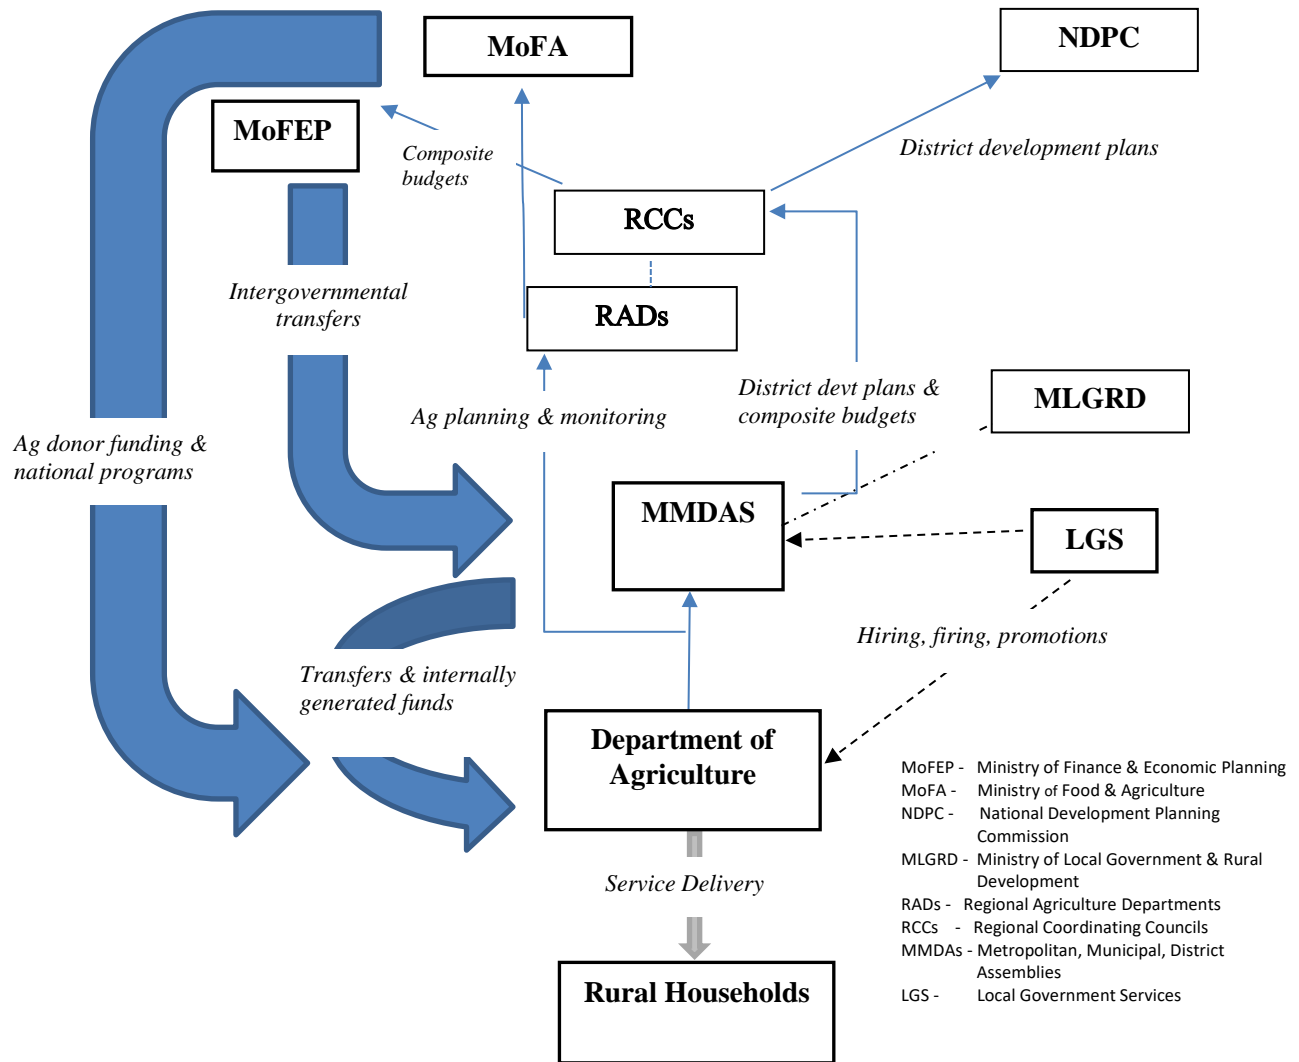 MoFA
NDPC
MoFEP
Composite
budgets
District development plans
RCCs
Intergovernmental
transfers
RADs
District devt plans &
composite budgets
MLGRD
Ag planning & monitoring
Ag donor funding &
national programs
MMDAS
LGS
Hiring, firing, promotions
Transfers & internally
generated funds
Department of
Agriculture
Service Delivery
Rural Households
MoFEP - Ministry of Finance & Economic Planning
MoFA - Ministry of Food & Agriculture
NDPC - National Development Planning
Commission
MLGRD - Ministry of Local Government & Rural
Development
RADs - Regional Agriculture Departments
RCCs - Regional Coordinating Councils
MMDAs - Metropolitan, Municipal, District
Assemblies
LGS - Local Government Services